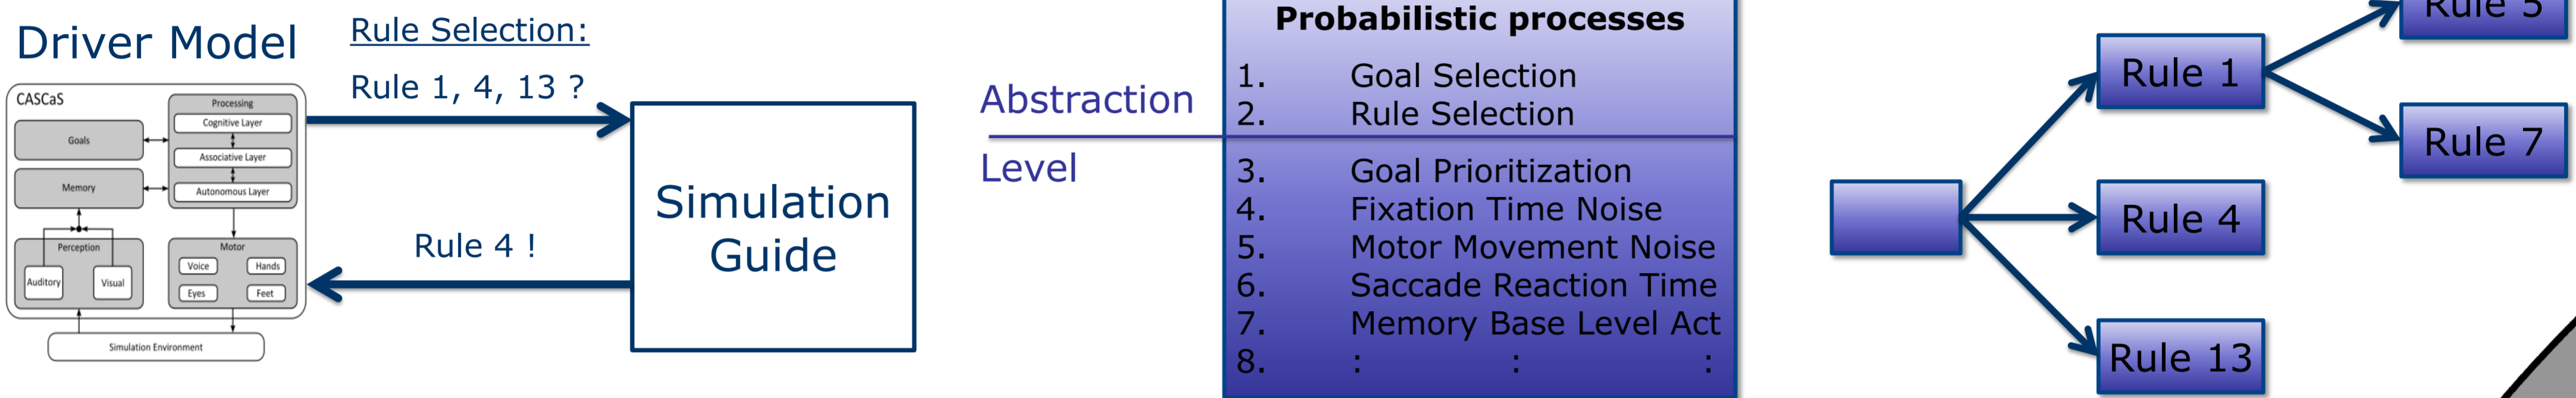 Driver Model
CASCaS
Processing
Cognitive Layer
Goals
Associative Layer
Memory
Autonomous Layer
Perception
Motor
Voice
Hands
Auditory
Visual
Eyes
Feet
Simulation Environment
Rule Selection:
Rule 1, 4, 13 ?
Rule 4 !
Simulation
Guide
Abstraction
Level
Probabilistic processes
1. Goal Selection
2. Rule Selection
3. Goal Prioritization
4. Fixation Time Noise
5. Motor Movement Noise
6. Saccade Reaction Time
7. Memory Base Level Act
8. : : :
Rule 5
Rule 1
Rule 7
Rule 4
Rule 13